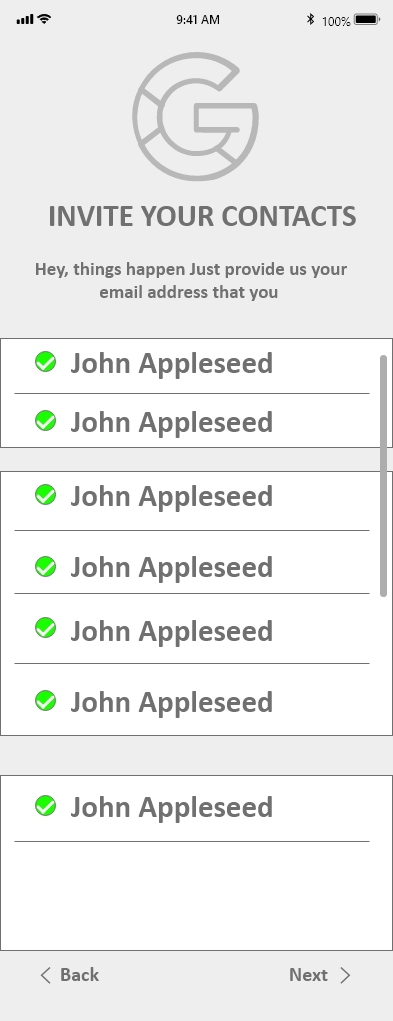 9:41 AM
100%
INVITE YOUR CONTACTS
Hey, things happen Just provide us your
email address that you
John Appleseed
John Appleseed
John Appleseed
John Appleseed
John Appleseed
John Appleseed
John Appleseed
Back
Next